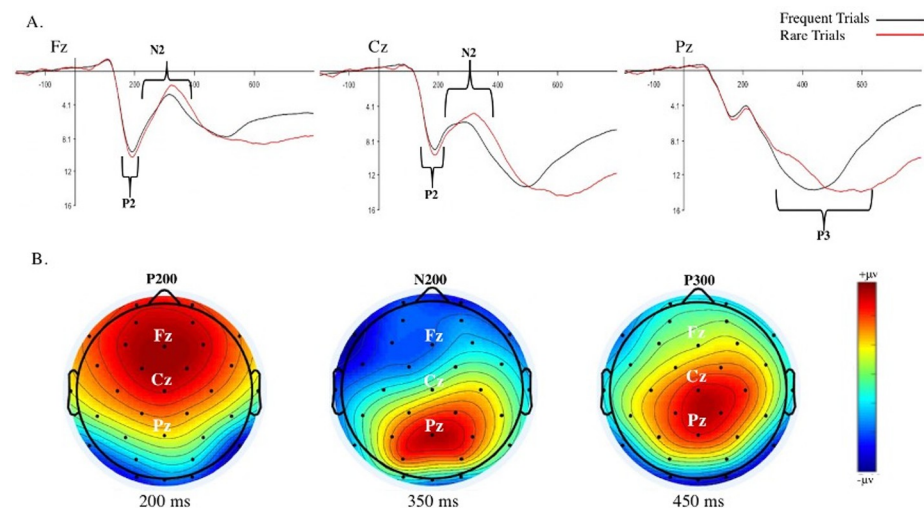 A.
Frequent Trials
Rare Trials
Fz
N2
-100
200
400
600
4.1
8.1
12
16
P2
Cz
N2
-100
200
400
600
4.1
8.1
12
16
P2
Pz
-100
200
400
600
4.1
8.1
12
16
P3
B.
P200
Fz
Cz
Pz
200 ms
N200
Fz
Cz
Pz
350 ms
P300
Fz
Cz
Pz
450 ms
+μv
-μv